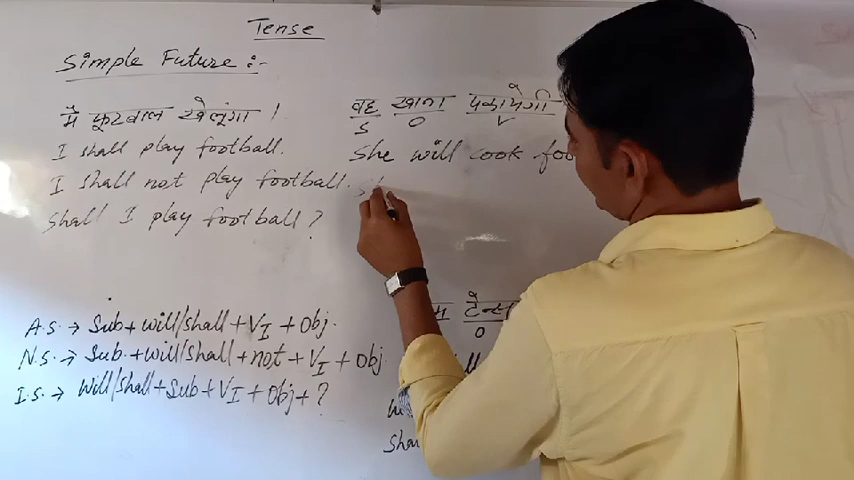 Tense
Simple Future :-
मैं फुटबाल खेलूंगा ।
I shall play football.
I shall not play football.
shall I play football ?
वह खाना पकायेगी
S O V
She will cook
A.S. → Sub + will/shall + VI + Obj.
N.S. → Sub. + will/shall + not + VI + Obj
I.S. → Will/shall + Sub + VI + Obj + ?
O